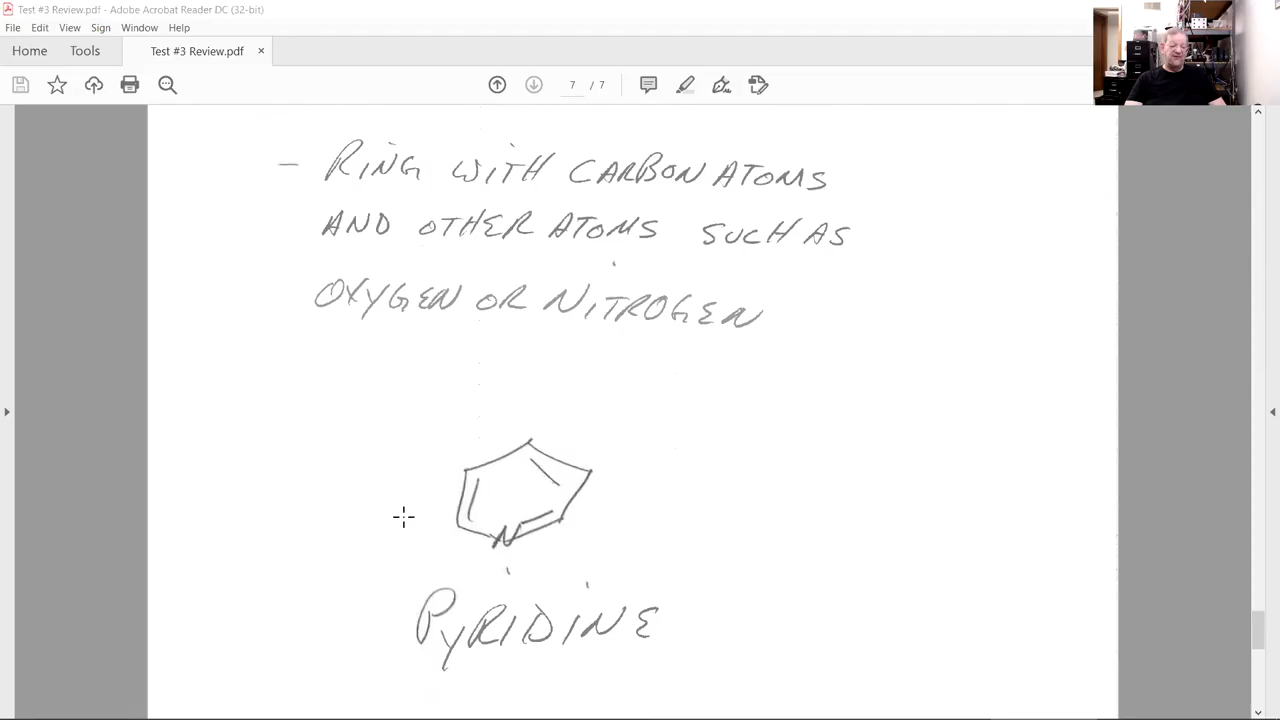 Test #3 Review.pdf - Adobe Acrobat Reader DC (32-bit)
File Edit View Sign Window Help
Home Tools Test #3 Review.pdf ×
7 / 7
- RING WITH CARBON ATOMS
AND OTHER ATOMS SUCH AS
OXYGEN OR NITROGEN
N
PYRIDINE